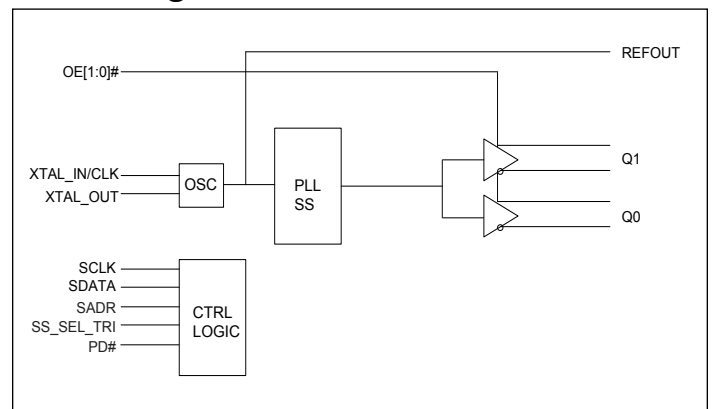 REFOUT
OE[1:0]#
XTAL_IN/CLK
XTAL_OUT
OSC
PLL
SS
Q1
Q0
SCLK
SDATA
SADR
SS_SEL_TRI
PD#
CTRL
LOGIC